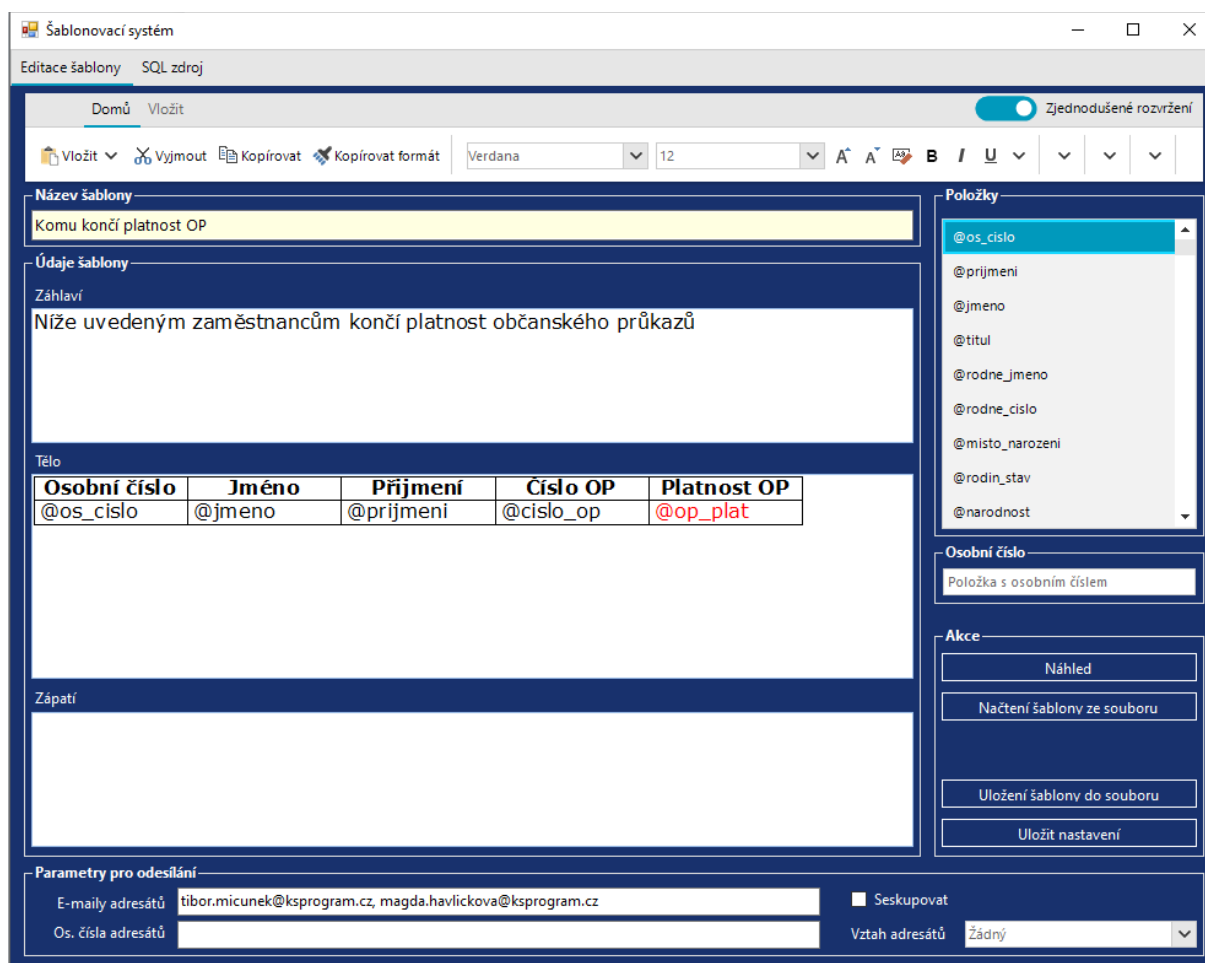 Šablonovací systém
Editace šablony SQL zdroj
Domů Vložit Zjednodušené rozvržení
Vložit Vyjmout Kopírovat Kopírovat formát Verdana 12 A A B I U
Název šablony
Komu končí platnost OP
Údaje šablony
Záhlaví
Níže uvedeným zaměstnancům končí platnost občanského průkazů
Tělo
Osobní číslo Jméno Přijmení Číslo OP Platnost OP
@os_cislo @jmeno @prijmeni @cislo_op @op_plat
Zápatí
Položky
@os_cislo
@prijmeni
@jmeno
@titul
@rodne_jmeno
@rodne_cislo
@misto_narozeni
@rodin_stav
@narodnost
Osobní číslo
Položka s osobním číslem
Akce
Náhled
Načtení šablony ze souboru
Uložení šablony do souboru
Uložit nastavení
Parametry pro odesílání
E-maily adresátů tibor.micunek@ksprogram.cz, magda.havlickova@ksprogram.cz Seskupovat
Os. čísla adresátů Vztah adresátů Žádný